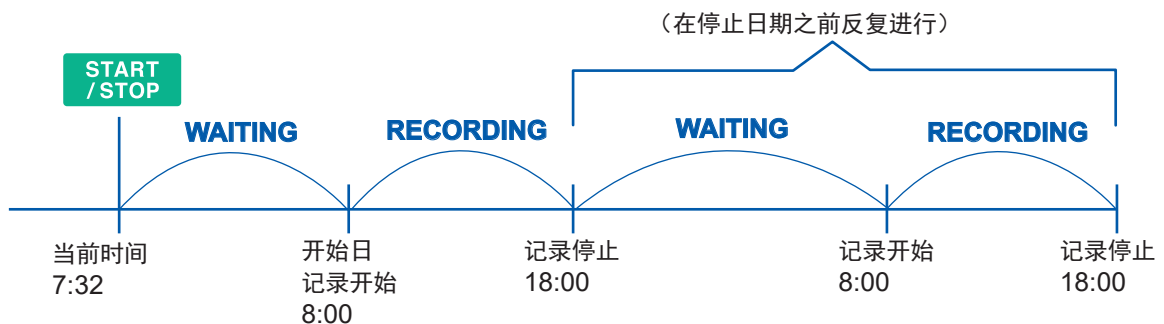 （在停止日期之前反复进行）
START
/ STOP
WAITING
RECORDING
WAITING
RECORDING
当前时间
7:32
开始日
记录开始
8:00
记录停止
18:00
记录开始
8:00
记录停止
18:00